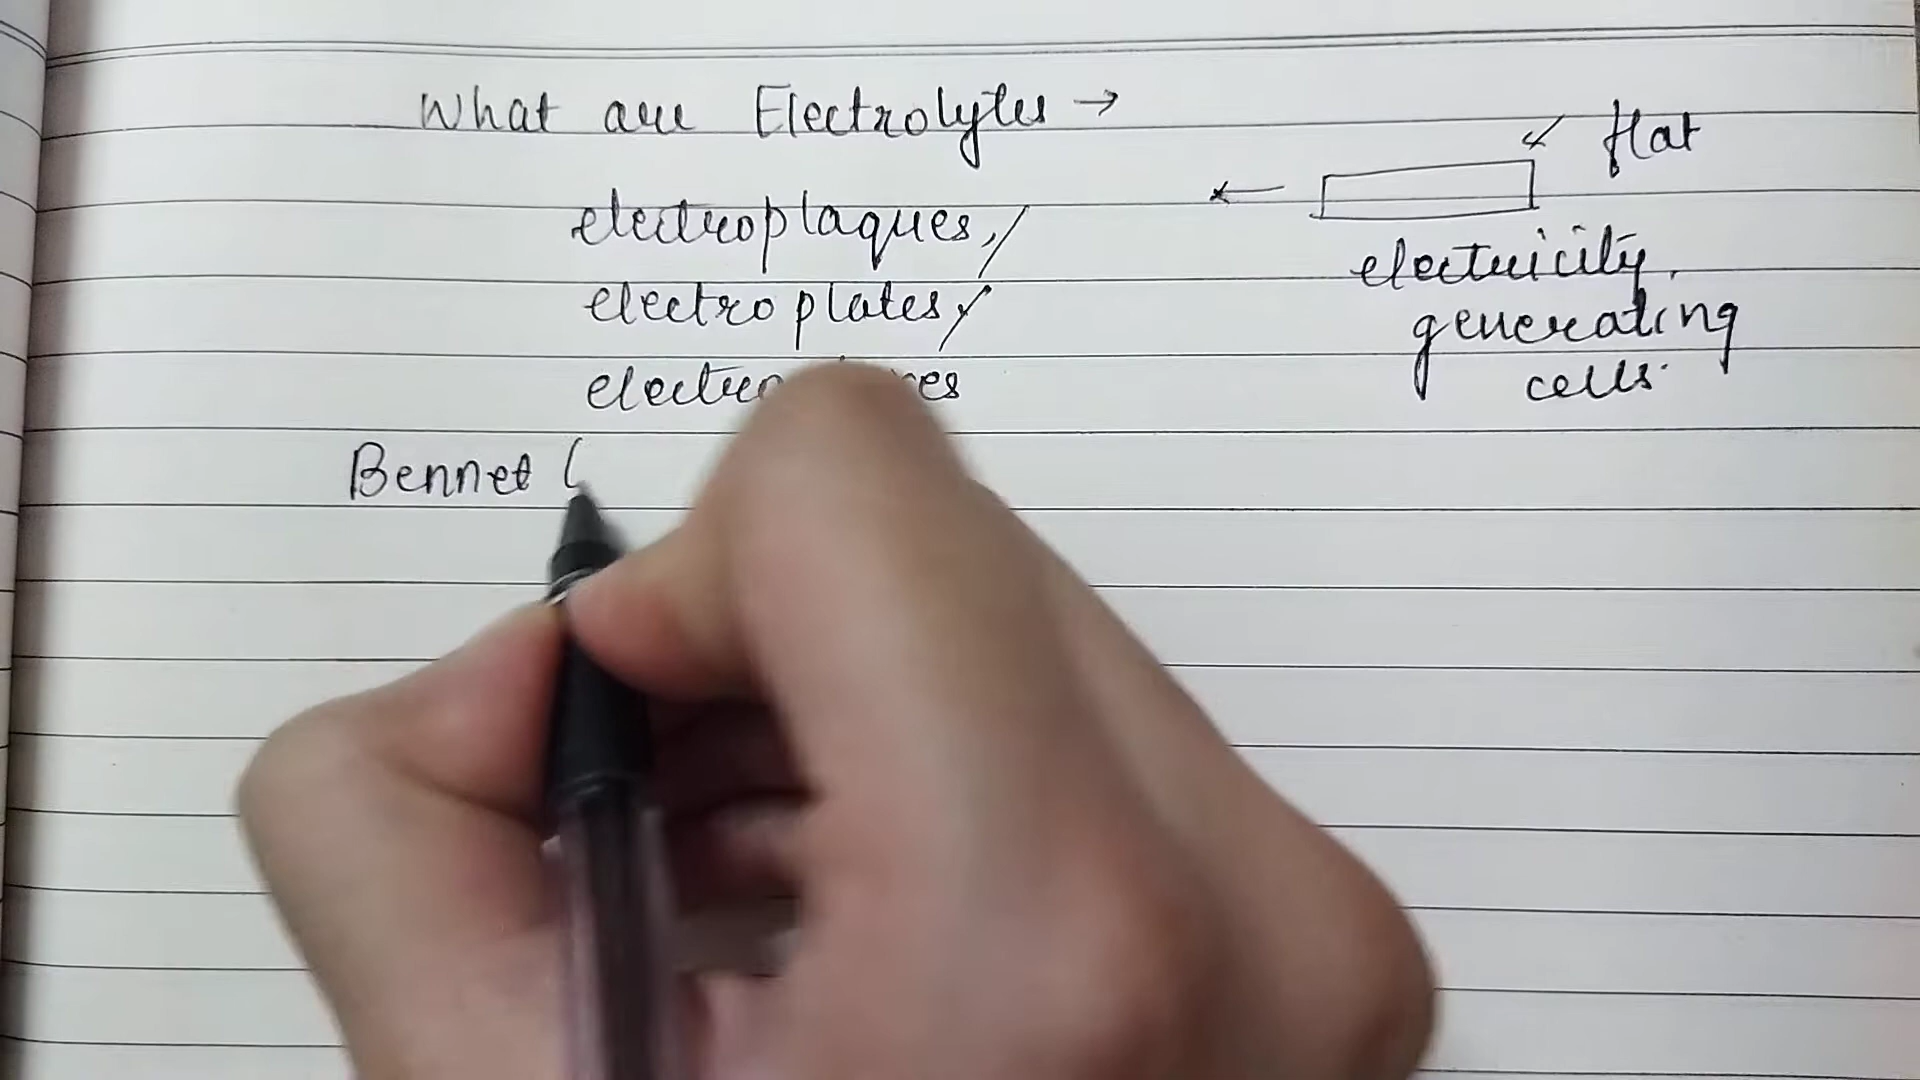 What are Electrolytes →
flat
electroplaques,/
electroplates,/
electricity
generating
cells.
Bennet (